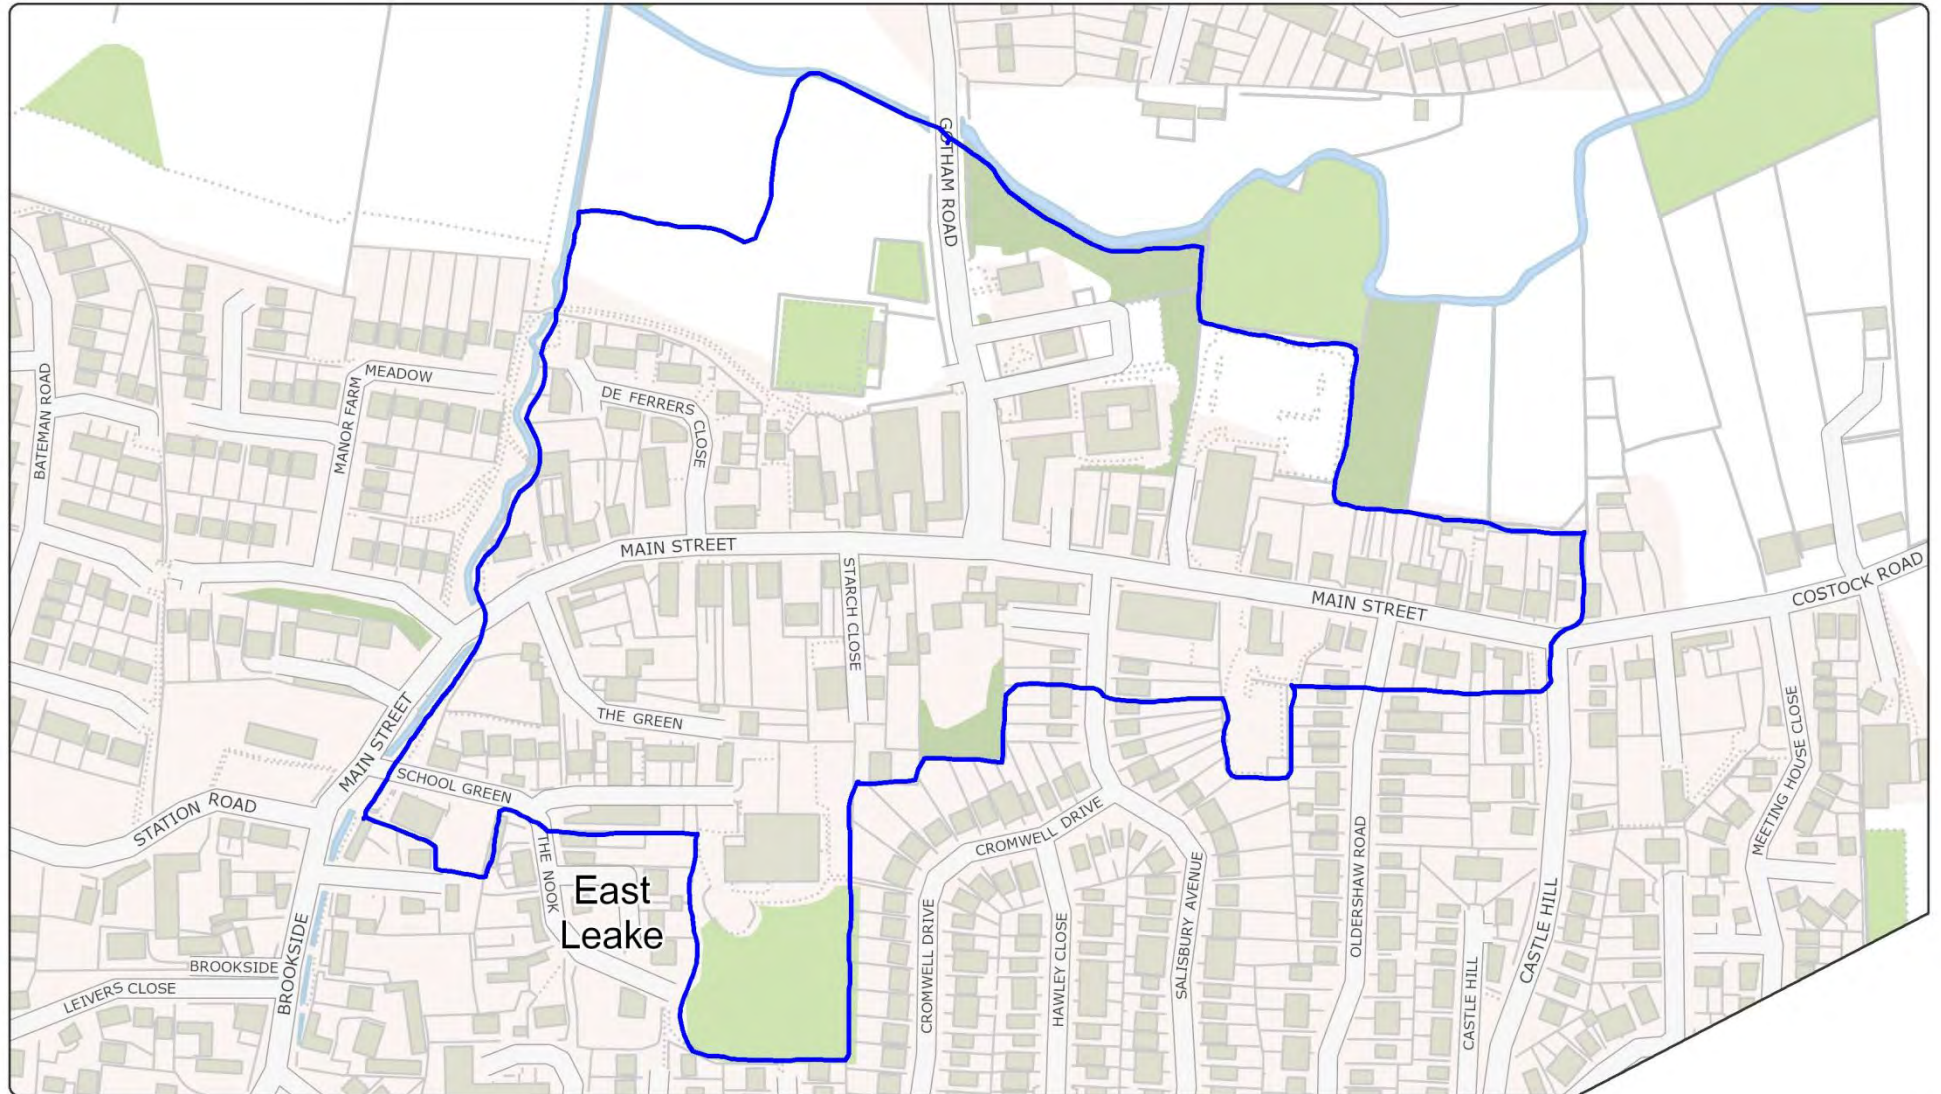 GOTHAM ROAD
BATEMAN ROAD
MANOR FARM
MEADOW
DE FERRERS
CLOSE
MAIN STREET
STARCH CLOSE
MAIN STREET
COSTOCK ROAD
THE GREEN
MAIN STREET
SCHOOL GREEN
STATION ROAD
THE NOOK
East
Leake
CROMWELL DRIVE
MEETING HOUSE CLOSE
OLDERSHAW ROAD
SALISBURY AVENUE
CROMWELL DRIVE
HAWLEY CLOSE
CASTLE HILL
CASTLE HILL
BROOKSIDE
BROOKSIDE
LEIVERS CLOSE